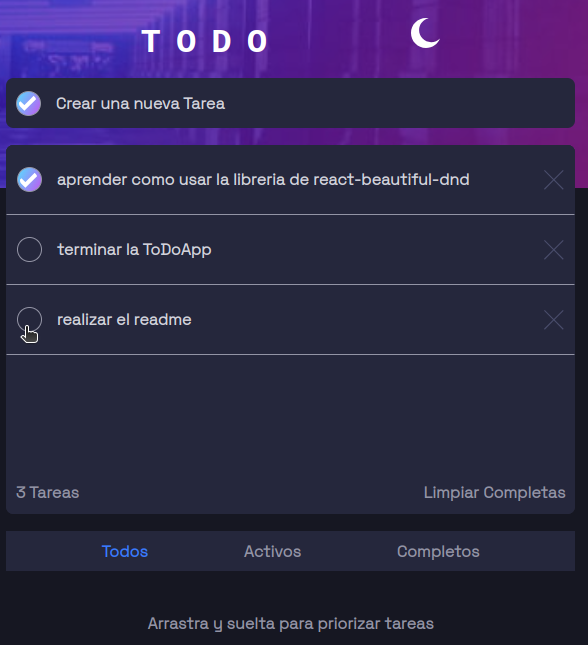 TODO
Crear una nueva Tarea
aprender como usar la libreria de react-beautiful-dnd
terminar la ToDoApp
realizar el readme
3 Tareas Limpiar Completas
Todos Activos Completos
Arrastra y suelta para priorizar tareas